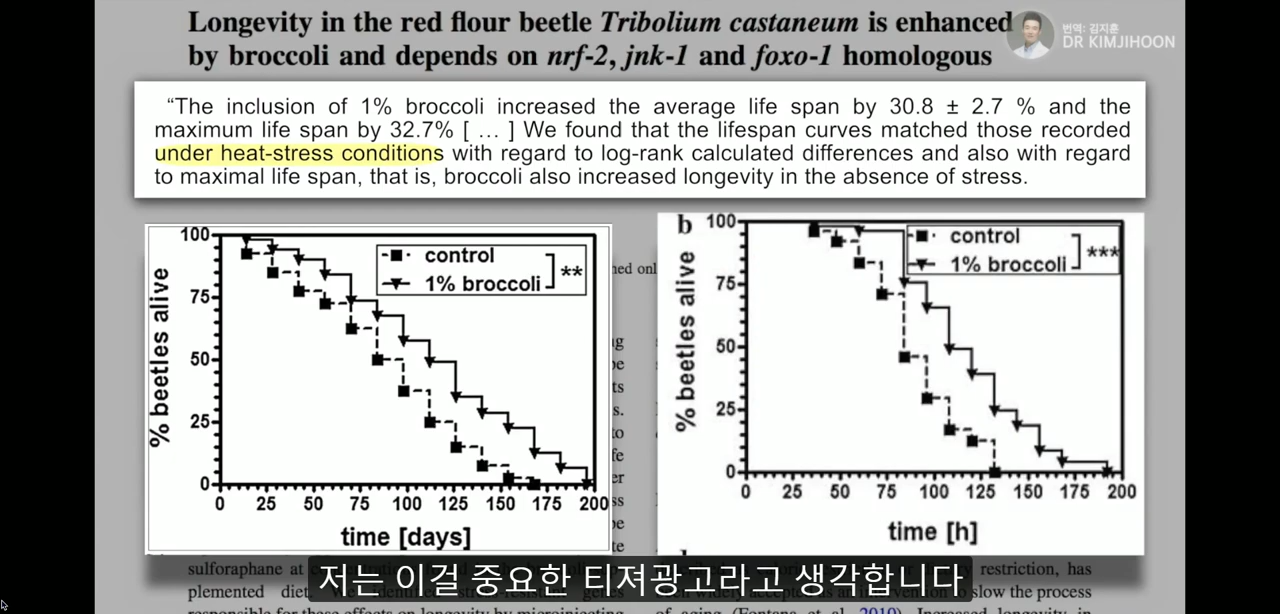 Longevity in the red flour beetle Tribolium castaneum is enhanced
by broccoli and depends on nrf-2, jnk-1 and foxo-1 homologous
번역: 김지훈
DR KIMJIHOON
“The inclusion of 1% broccoli increased the average life span by 30.8 ± 2.7 % and the
maximum life span by 32.7% [ … ] We found that the lifespan curves matched those recorded
under heat-stress conditions with regard to log-rank calculated differences and also with regard
to maximal life span, that is, broccoli also increased longevity in the absence of stress.
% beetles alive
100
75
50
25
0
control
1% broccoli
**
0 25 50 75 100 125 150 175 200
time [days]
b
% beetles alive
100
75
50
25
0
control
1% broccoli
***
0 25 50 75 100 125 150 175 200
time [h]
저는 이걸 중요한 티져광고라고 생각합니다
sulforaphane at
restriction, has
plemented diet.
slow the process